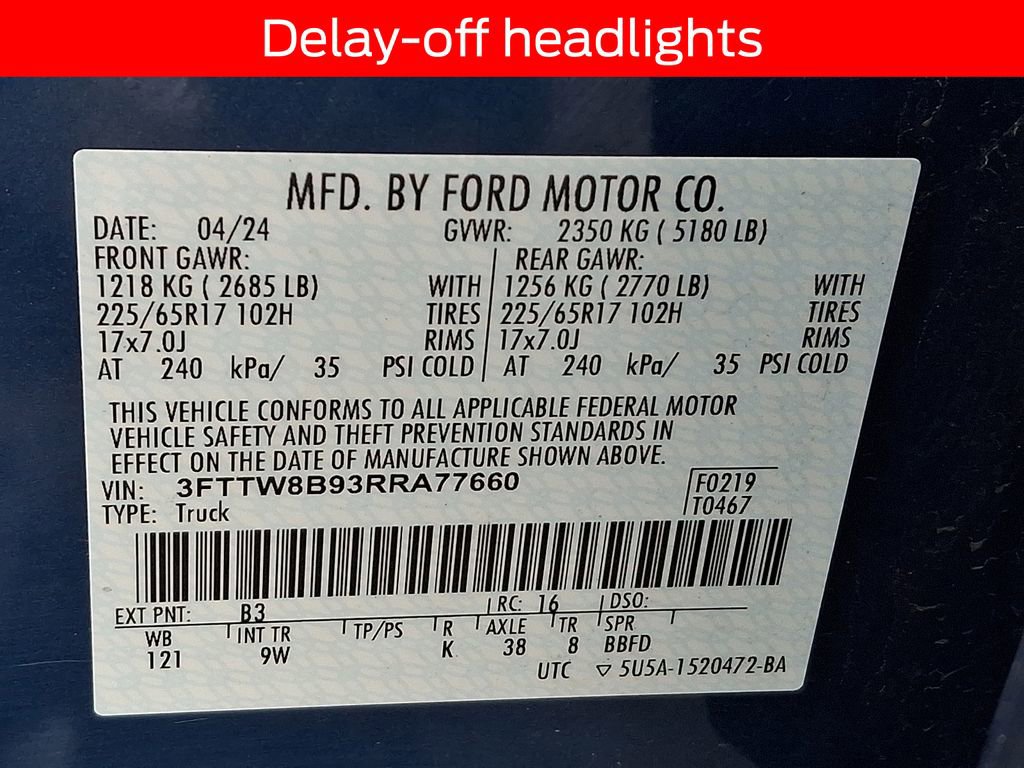 Delay-off headlights
MFD. BY FORD MOTOR CO.
DATE: 04/24 GVWR: 2350 KG ( 5180 LB)
FRONT GAWR: REAR GAWR:
1218 KG ( 2685 LB) WITH 1256 KG ( 2770 LB) WITH
225/65R17 102H TIRES 225/65R17 102H TIRES
17x7.0J RIMS 17x7.0J RIMS
AT 240 kPa/ 35 PSI COLD AT 240 kPa/ 35 PSI COLD
THIS VEHICLE CONFORMS TO ALL APPLICABLE FEDERAL MOTOR
VEHICLE SAFETY AND THEFT PREVENTION STANDARDS IN
EFFECT ON THE DATE OF MANUFACTURE SHOWN ABOVE.
VIN: 3FTTW8B93RRA77660 F0219
TYPE: Truck T0467
EXT PNT: B3 RC: 16 DSO:
WB INT TR TP/PS R AXLE TR SPR
121 9W K 38 8 BBFD
UTC ▽ 5U5A-1520472-BA